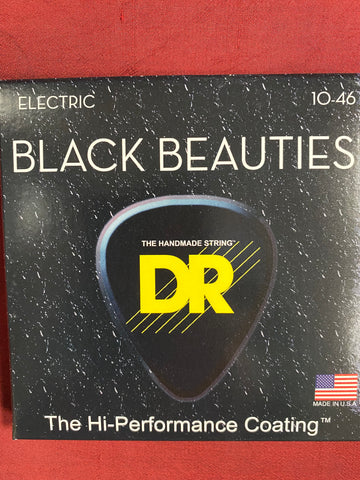 ELECTRIC 10-46
BLACK BEAUTIES
THE HANDMADE STRING™
DR
MADE IN U.S.A
The Hi-Performance Coating™